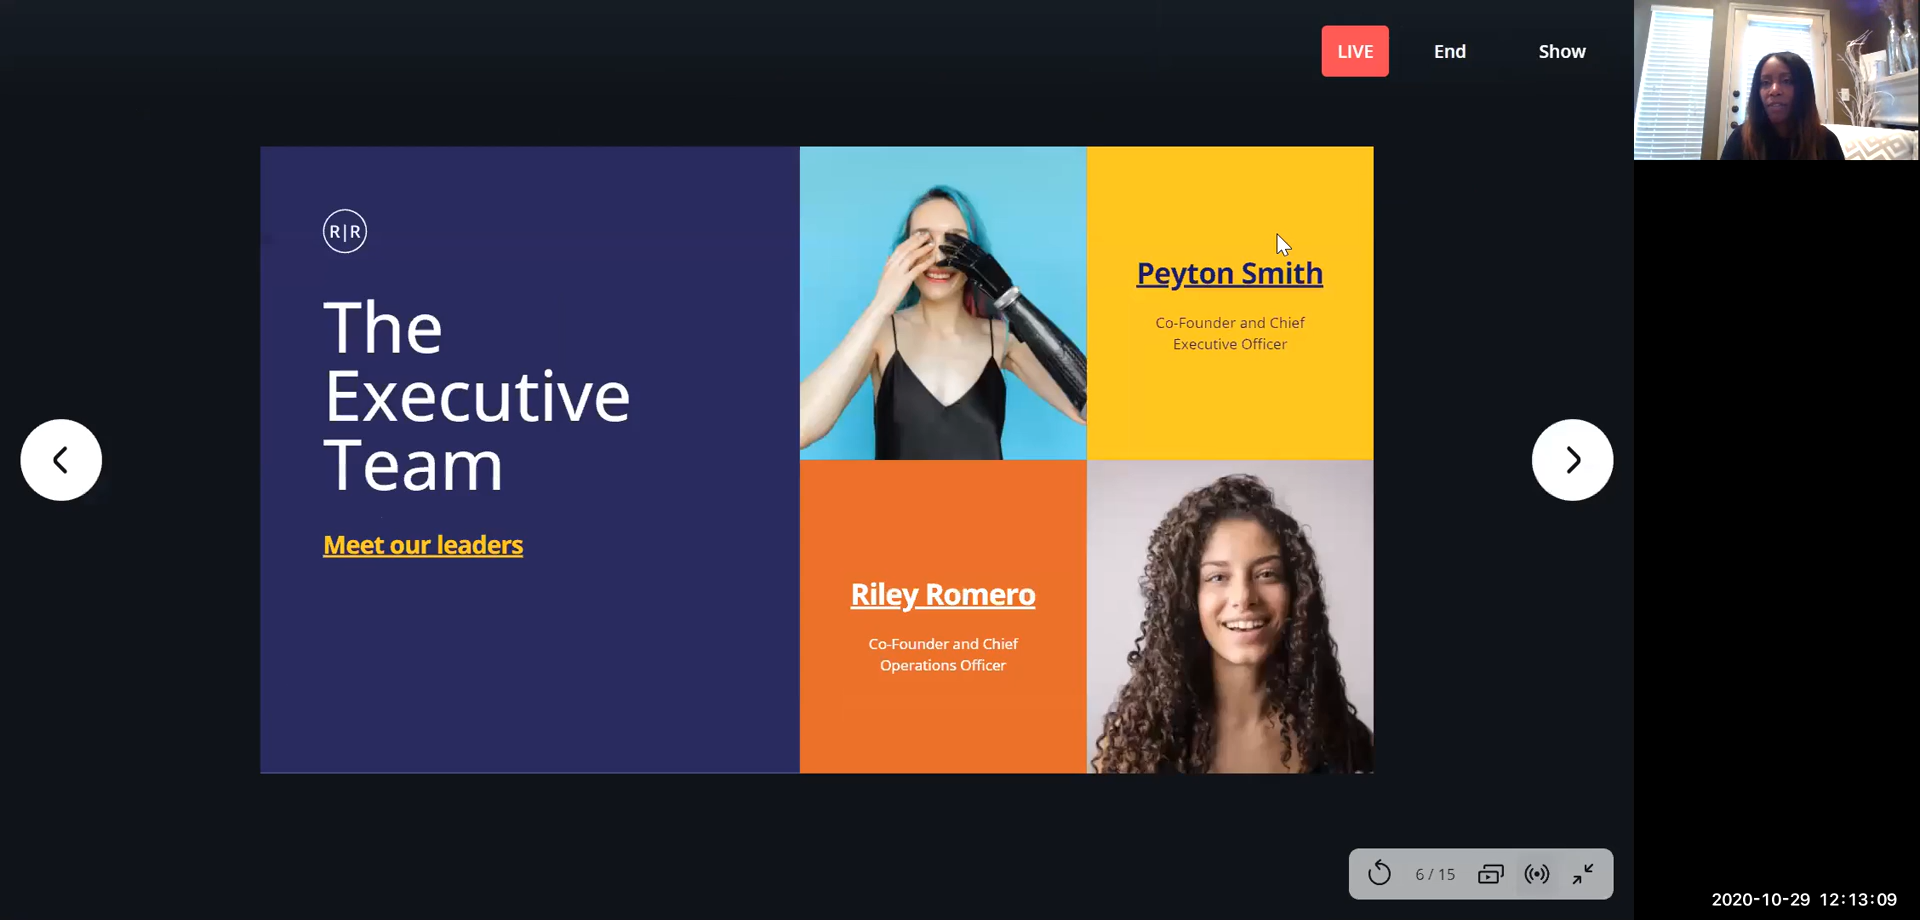 LIVE
End
Show
R|R
The
Executive
Team
Meet our leaders
Peyton Smith
Co-Founder and Chief
Executive Officer
Riley Romero
Co-Founder and Chief
Operations Officer
6 / 15
2020-10-29 12:13:09